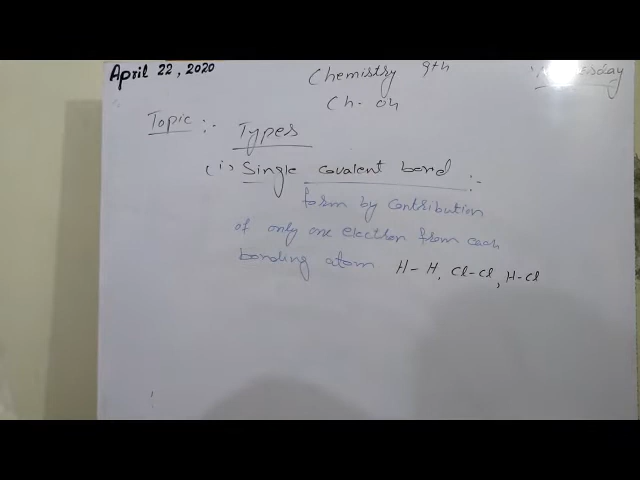 April 22, 2020
Chemistry 9th
Ch. 04
Topic :-
Types
(i) Single covalent bond :-
form by contribution
of only one electron from each
bonding atom H-H, Cl-Cl, H-Cl